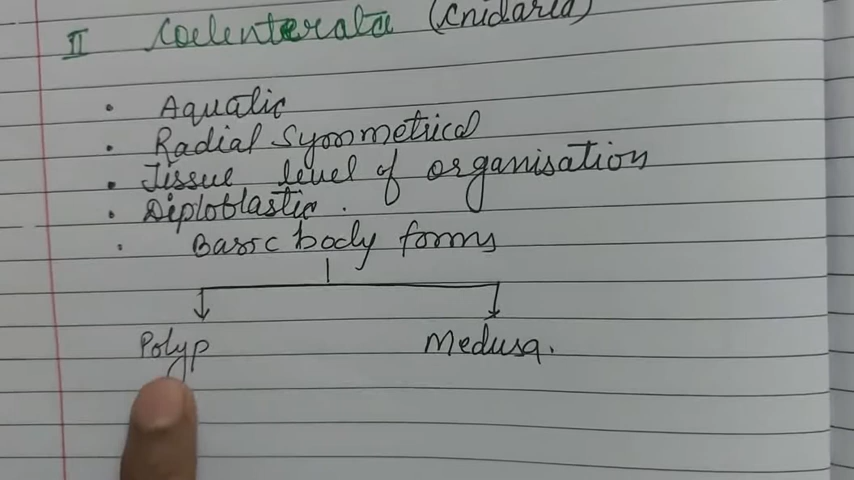 II Coelenterata (Cnidaria)
• Aquatic
• Radial Symmetrical
• Tissue level of organisation
• Diploblastic.
• Basic body forms
Polyp Medusa.